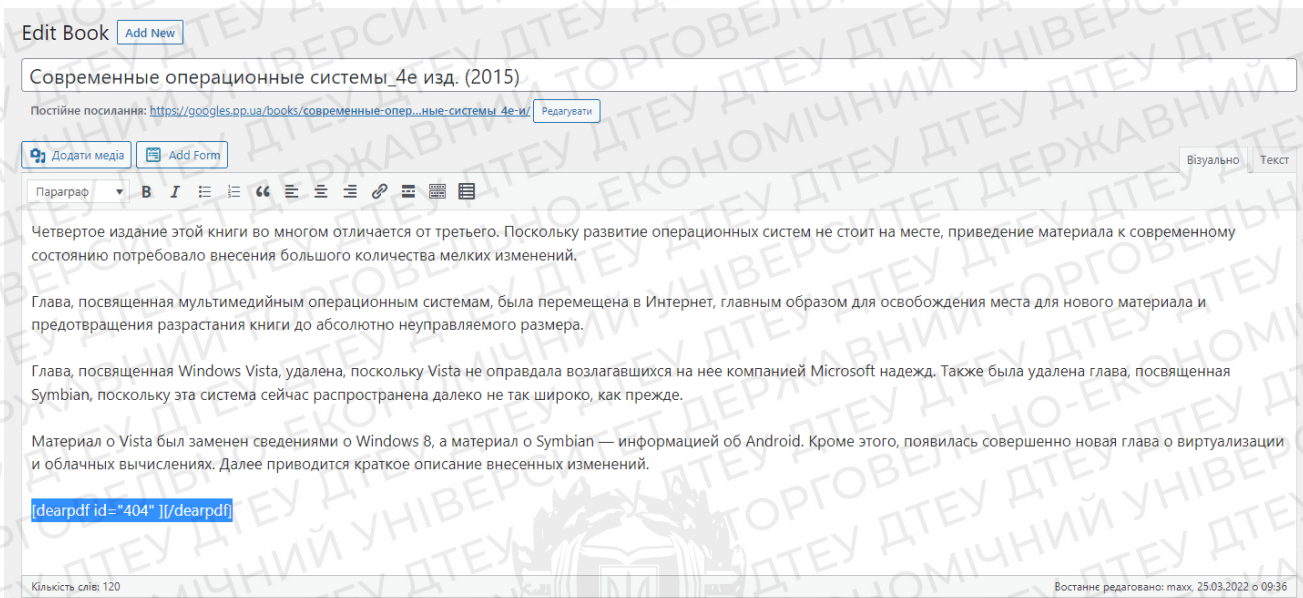 Edit Book Add New
Современные операционные системы_4е изд. (2015)
Постійне посилання: https://googles.pp.ua/books/современные-опер...ные-системы_4е-и/ Редагувати
Додати медіа Add Form
Візуально Текст
Параграф
Четвертое издание этой книги во многом отличается от третьего. Поскольку развитие операционных систем не стоит на месте, приведение материала к современному
состоянию потребовало внесения большого количества мелких изменений.
Глава, посвященная мультимедийным операционным системам, была перемещена в Интернет, главным образом для освобождения места для нового материала и
предотвращения разрастания книги до абсолютно неуправляемого размера.
Глава, посвященная Windows Vista, удалена, поскольку Vista не оправдала возлагавшихся на нее компанией Microsoft надежд. Также была удалена глава, посвященная
Symbian, поскольку эта система сейчас распространена далеко не так широко, как прежде.
Материал о Vista был заменен сведениями о Windows 8, а материал о Symbian — информацией об Android. Кроме этого, появилась совершенно новая глава о виртуализации
и облачных вычислениях. Далее приводится краткое описание внесенных изменений.
[dearpdf id="404" ][/dearpdf]
Кількість слів: 120 Востаннє редаговано: maxx, 25.03.2022 о 09:36